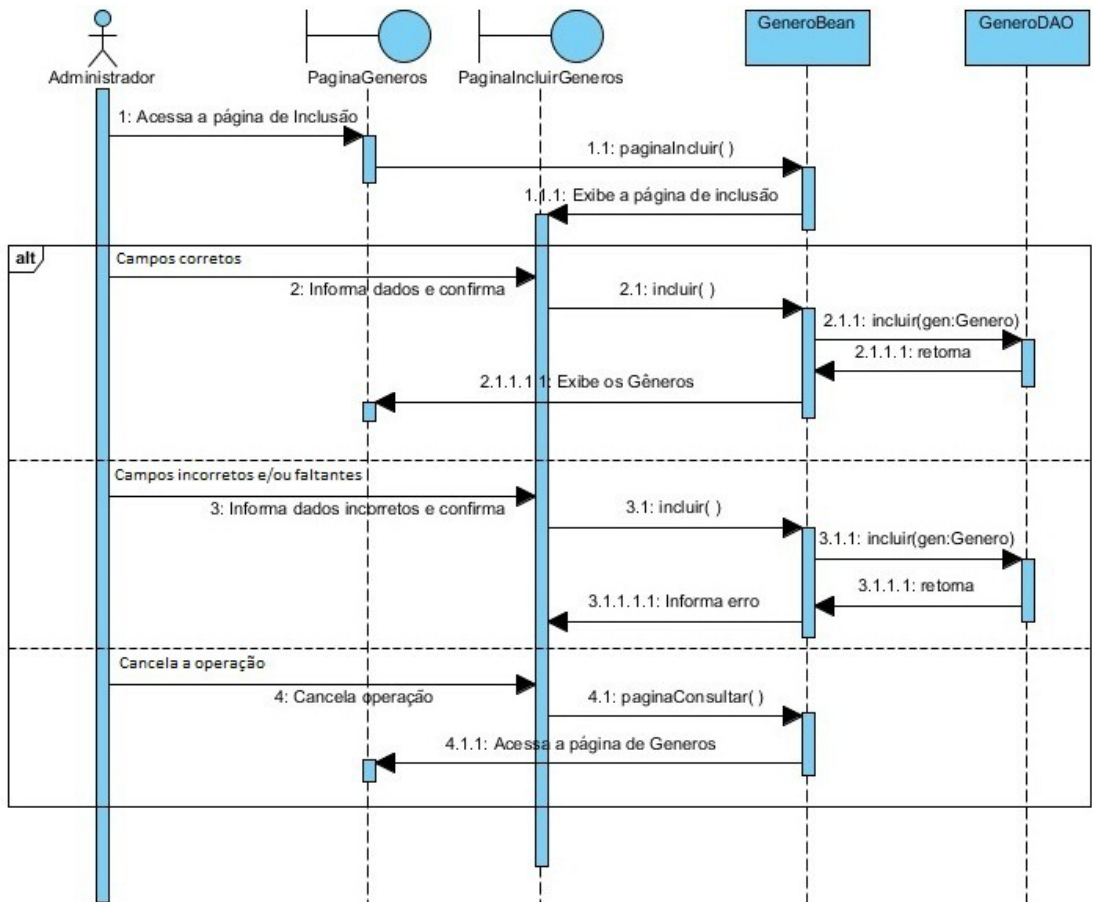 GeneroBean
GeneroDAO
Administrador
PaginaGeneros
PaginaIncluirGeneros
1: Acessa a página de Inclusão
1.1: paginaIncluir( )
1.1.1: Exibe a página de inclusão
alt
Campos corretos
2: Informa dados e confirma
2.1: incluir( )
2.1.1: incluir(gen:Genero)
2.1.1.1: retorna
2.1.1.1.1: Exibe os Gêneros
Campos incorretos e/ou faltantes
3: Informa dados incorretos e confirma
3.1: incluir( )
3.1.1: incluir(gen:Genero)
3.1.1.1: retorna
3.1.1.1.1: Informa erro
Cancela a operação
4: Cancela operação
4.1: paginaConsultar( )
4.1.1: Acessa a página de Generos